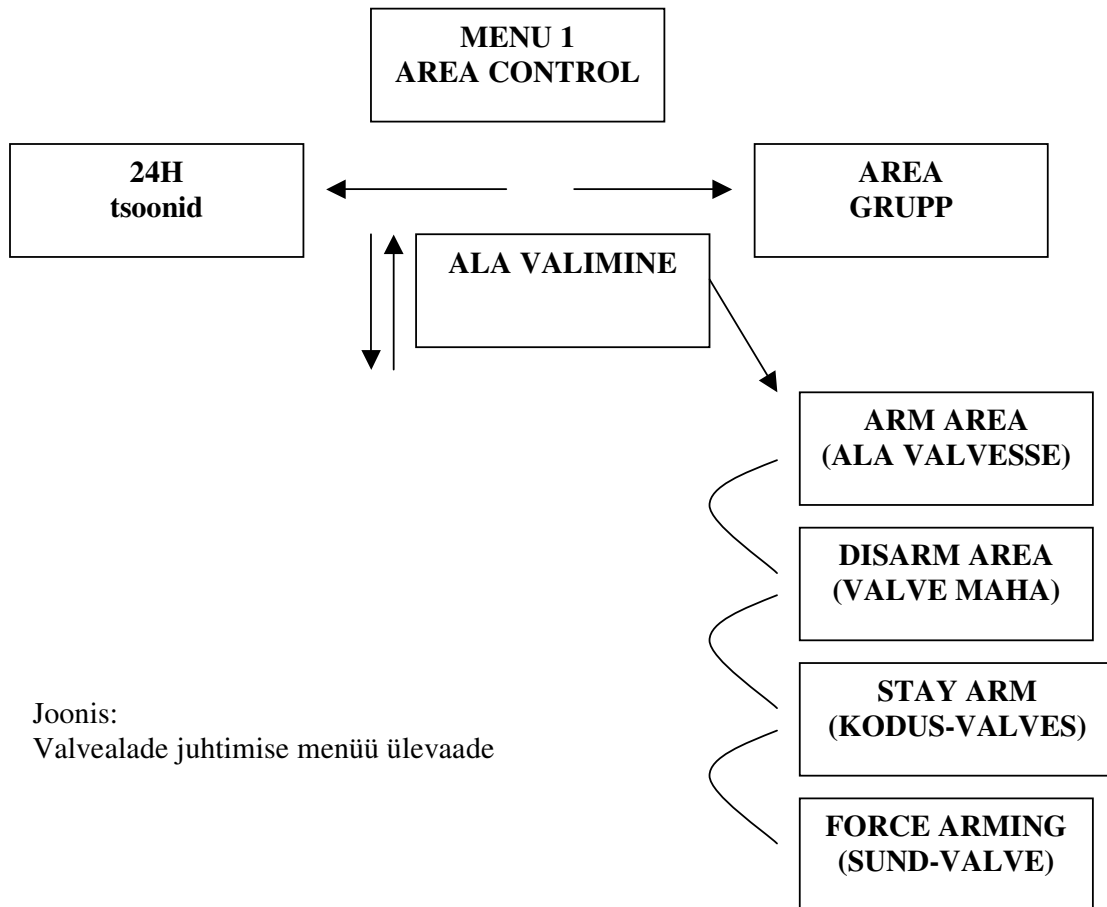 MENU 1
AREA CONTROL
24H
tsoonid
AREA
GRUPP
ALA VALIMINE
ARM AREA
(ALA VALVESSE)
DISARM AREA
(VALVE MAHA)
STAY ARM
(KODUS-VALVES)
FORCE ARMING
(SUND-VALVE)
Joonis:
Valvealade juhtimise menüü ülevaade